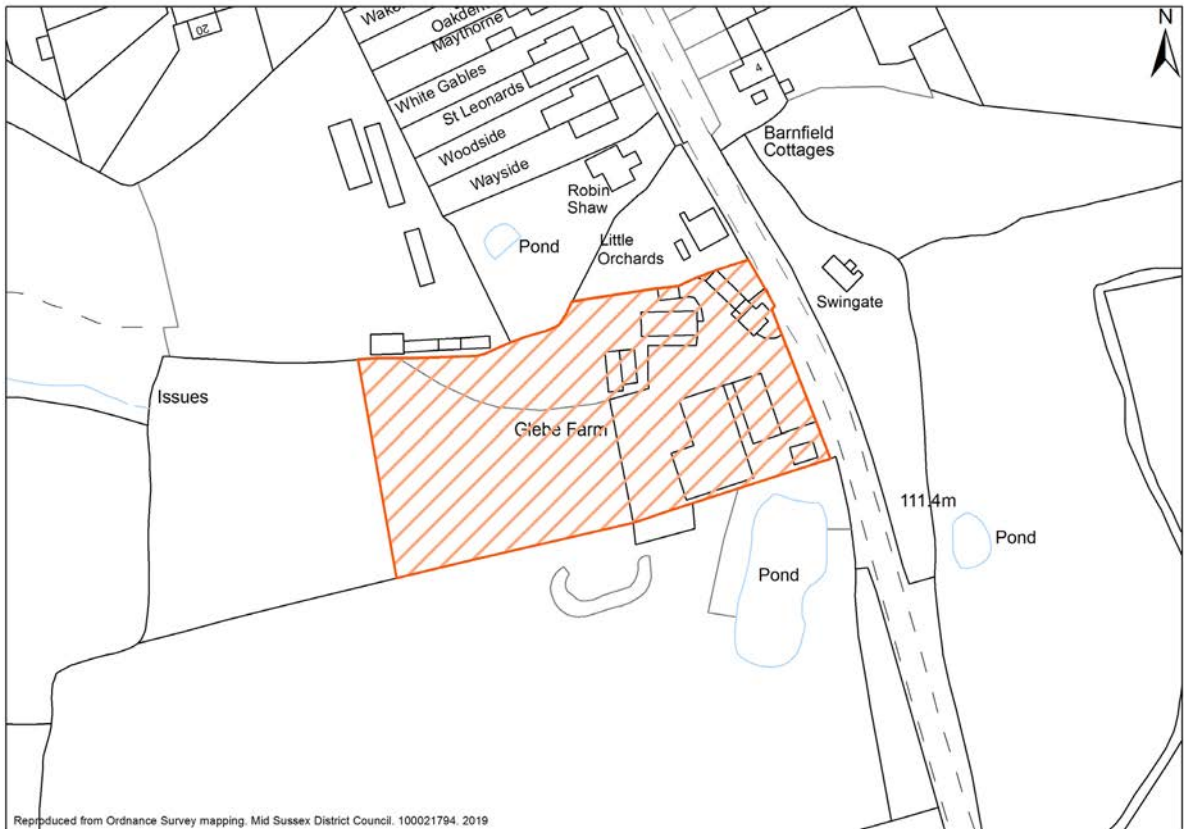 N
20
Wake
Oakden
Maythorne
White Gables
St Leonards
Woodside
Wayside
4
Barnfield
Cottages
Robin
Shaw
Pond
Little
Orchards
Swingate
Issues
Glebe Farm
111.4m
Pond
Pond
Reproduced from Ordnance Survey mapping. Mid Sussex District Council. 100021794. 2019